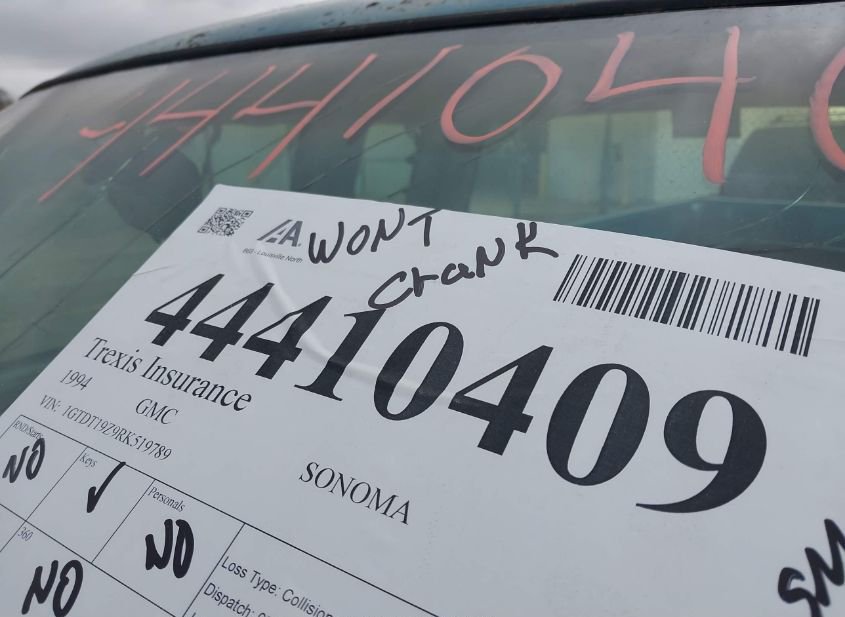 4441040
IAA
WONT
CranK
44410409
Trexis Insurance
1994
GMC
SONOMA
VIN: 1GTDT19Z9RK519789
Keys
Personals
NO
✓
NO
360
NO
Loss Type: Collision
Dispatch: